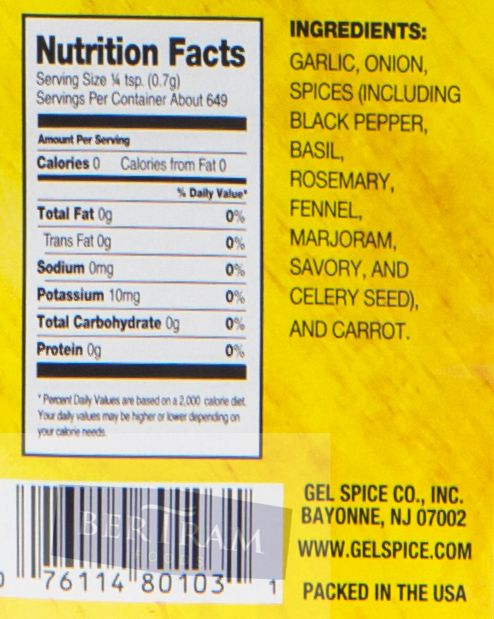 Nutrition Facts
Serving Size ¼ tsp. (0.7g)
Servings Per Container About 649
Amount Per Serving
Calories 0 Calories from Fat 0
% Daily Value*
Total Fat 0g 0%
Trans Fat 0g 0%
Sodium 0mg 0%
Potassium 10mg 0%
Total Carbohydrate 0g 0%
Protein 0g 0%
* Percent Daily Values are based on a 2,000 calorie diet.
Your daily values may be higher or lower depending on
your calorie needs.
INGREDIENTS:
GARLIC, ONION,
SPICES (INCLUDING
BLACK PEPPER,
BASIL,
ROSEMARY,
FENNEL,
MARJORAM,
SAVORY, AND
CELERY SEED),
AND CARROT.
BERTRAM
FOODS
0 76114 80103 1
GEL SPICE CO., INC.
BAYONNE, NJ 07002
WWW.GELSPICE.COM
PACKED IN THE USA